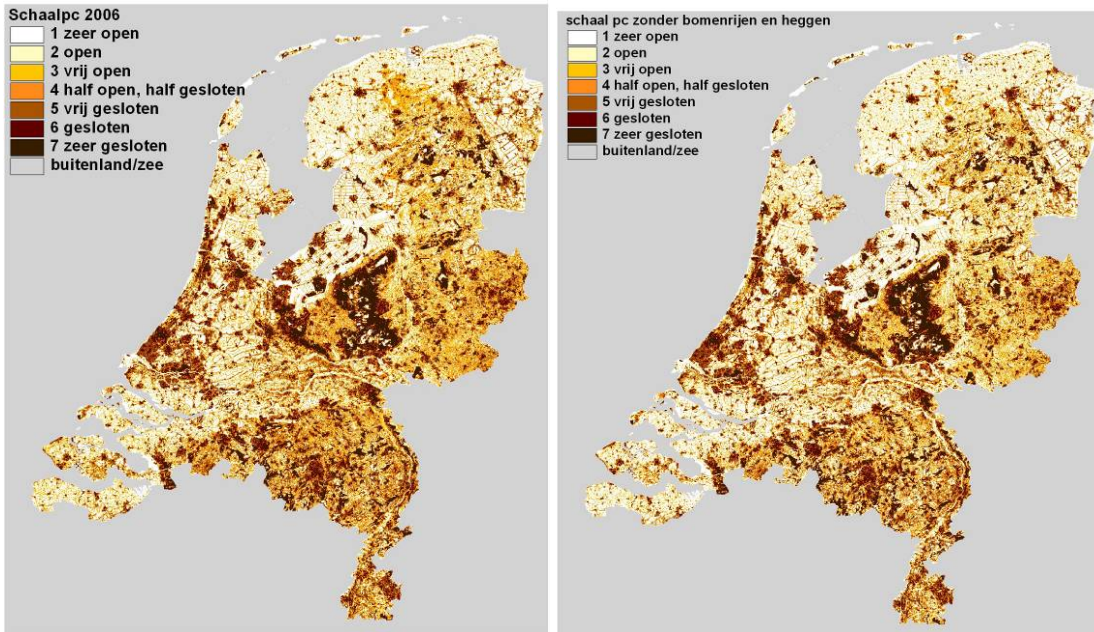 Schaalpc 2006
1 zeer open
2 open
3 vrij open
4 half open, half gesloten
5 vrij gesloten
6 gesloten
7 zeer gesloten
buitenland/zee
schaal pc zonder bomenrijen en heggen
1 zeer open
2 open
3 vrij open
4 half open, half gesloten
5 vrij gesloten
6 gesloten
7 zeer gesloten
buitenland/zee